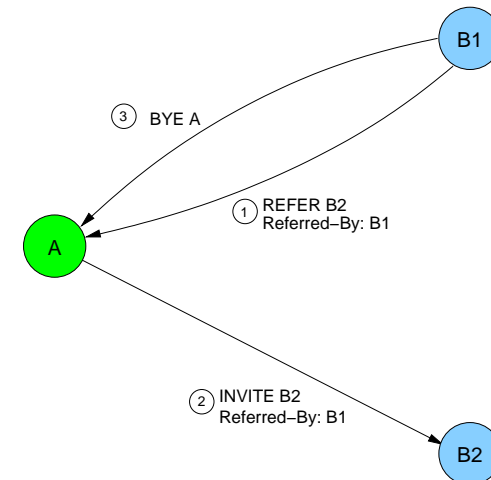 B1
3 BYE A
1 REFER B2
Referred−By: B1
A
2 INVITE B2
Referred−By: B1
B2